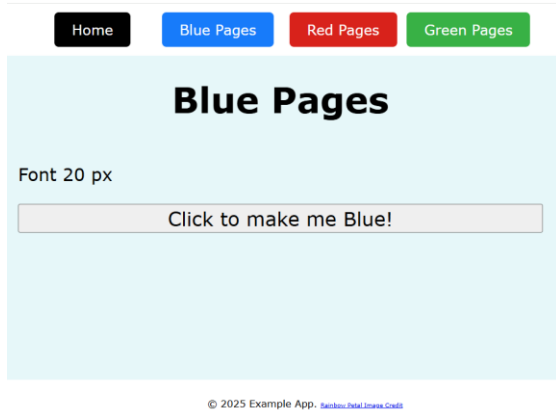 Home Blue Pages Red Pages Green Pages
Blue Pages
Font 20 px
Click to make me Blue!
© 2025 Example App. Rainbow Petal Image Credit